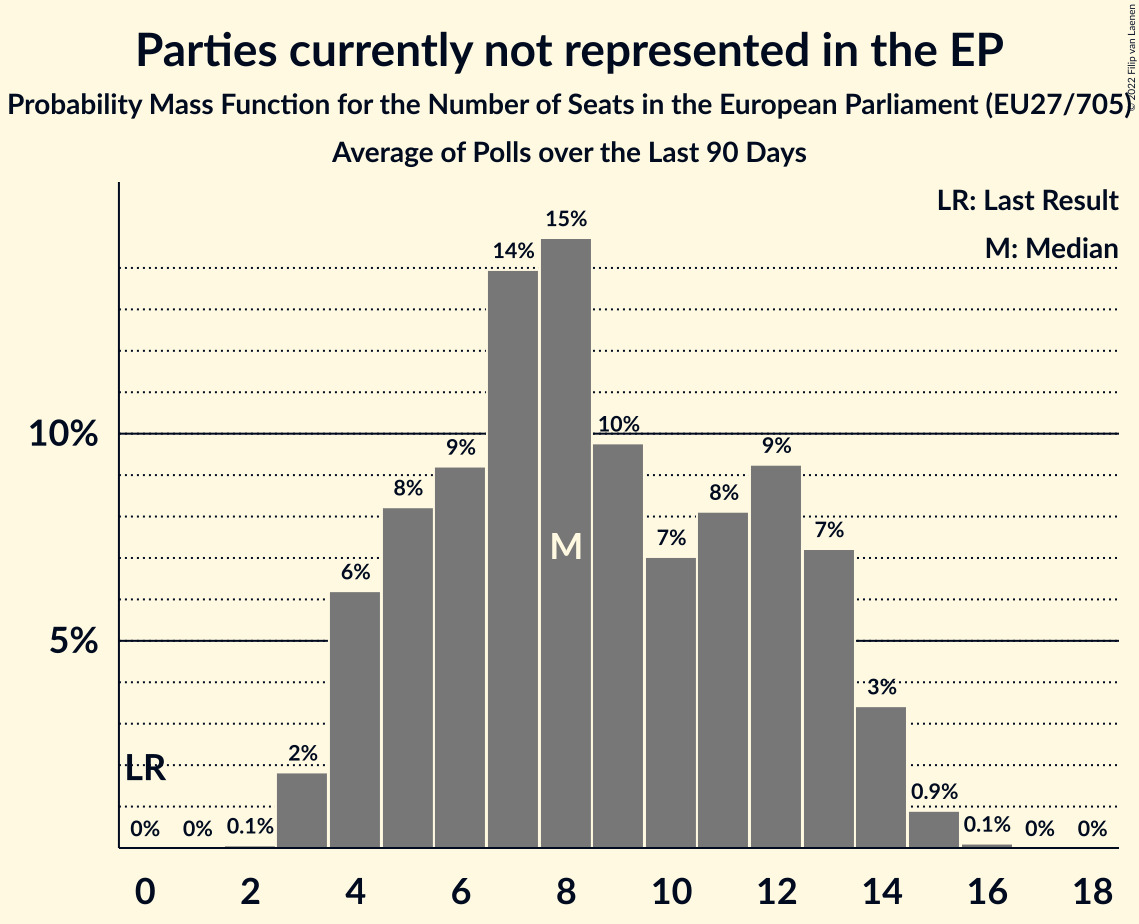 Parties currently not represented in the EP
Probability Mass Function for the Number of Seats in the European Parliament (EU27/705)
Average of Polls over the Last 90 Days
© 2022 Filip van Laenen
LR: Last Result
M: Median
15%
14%
10%
10%
9%
9%
8%
8%
7%
7%
M
6%
5%
3%
2%
LR
0.9%
0% 0% 0.1% 0.1% 0% 0%
0 2 4 6 8 10 12 14 16 18